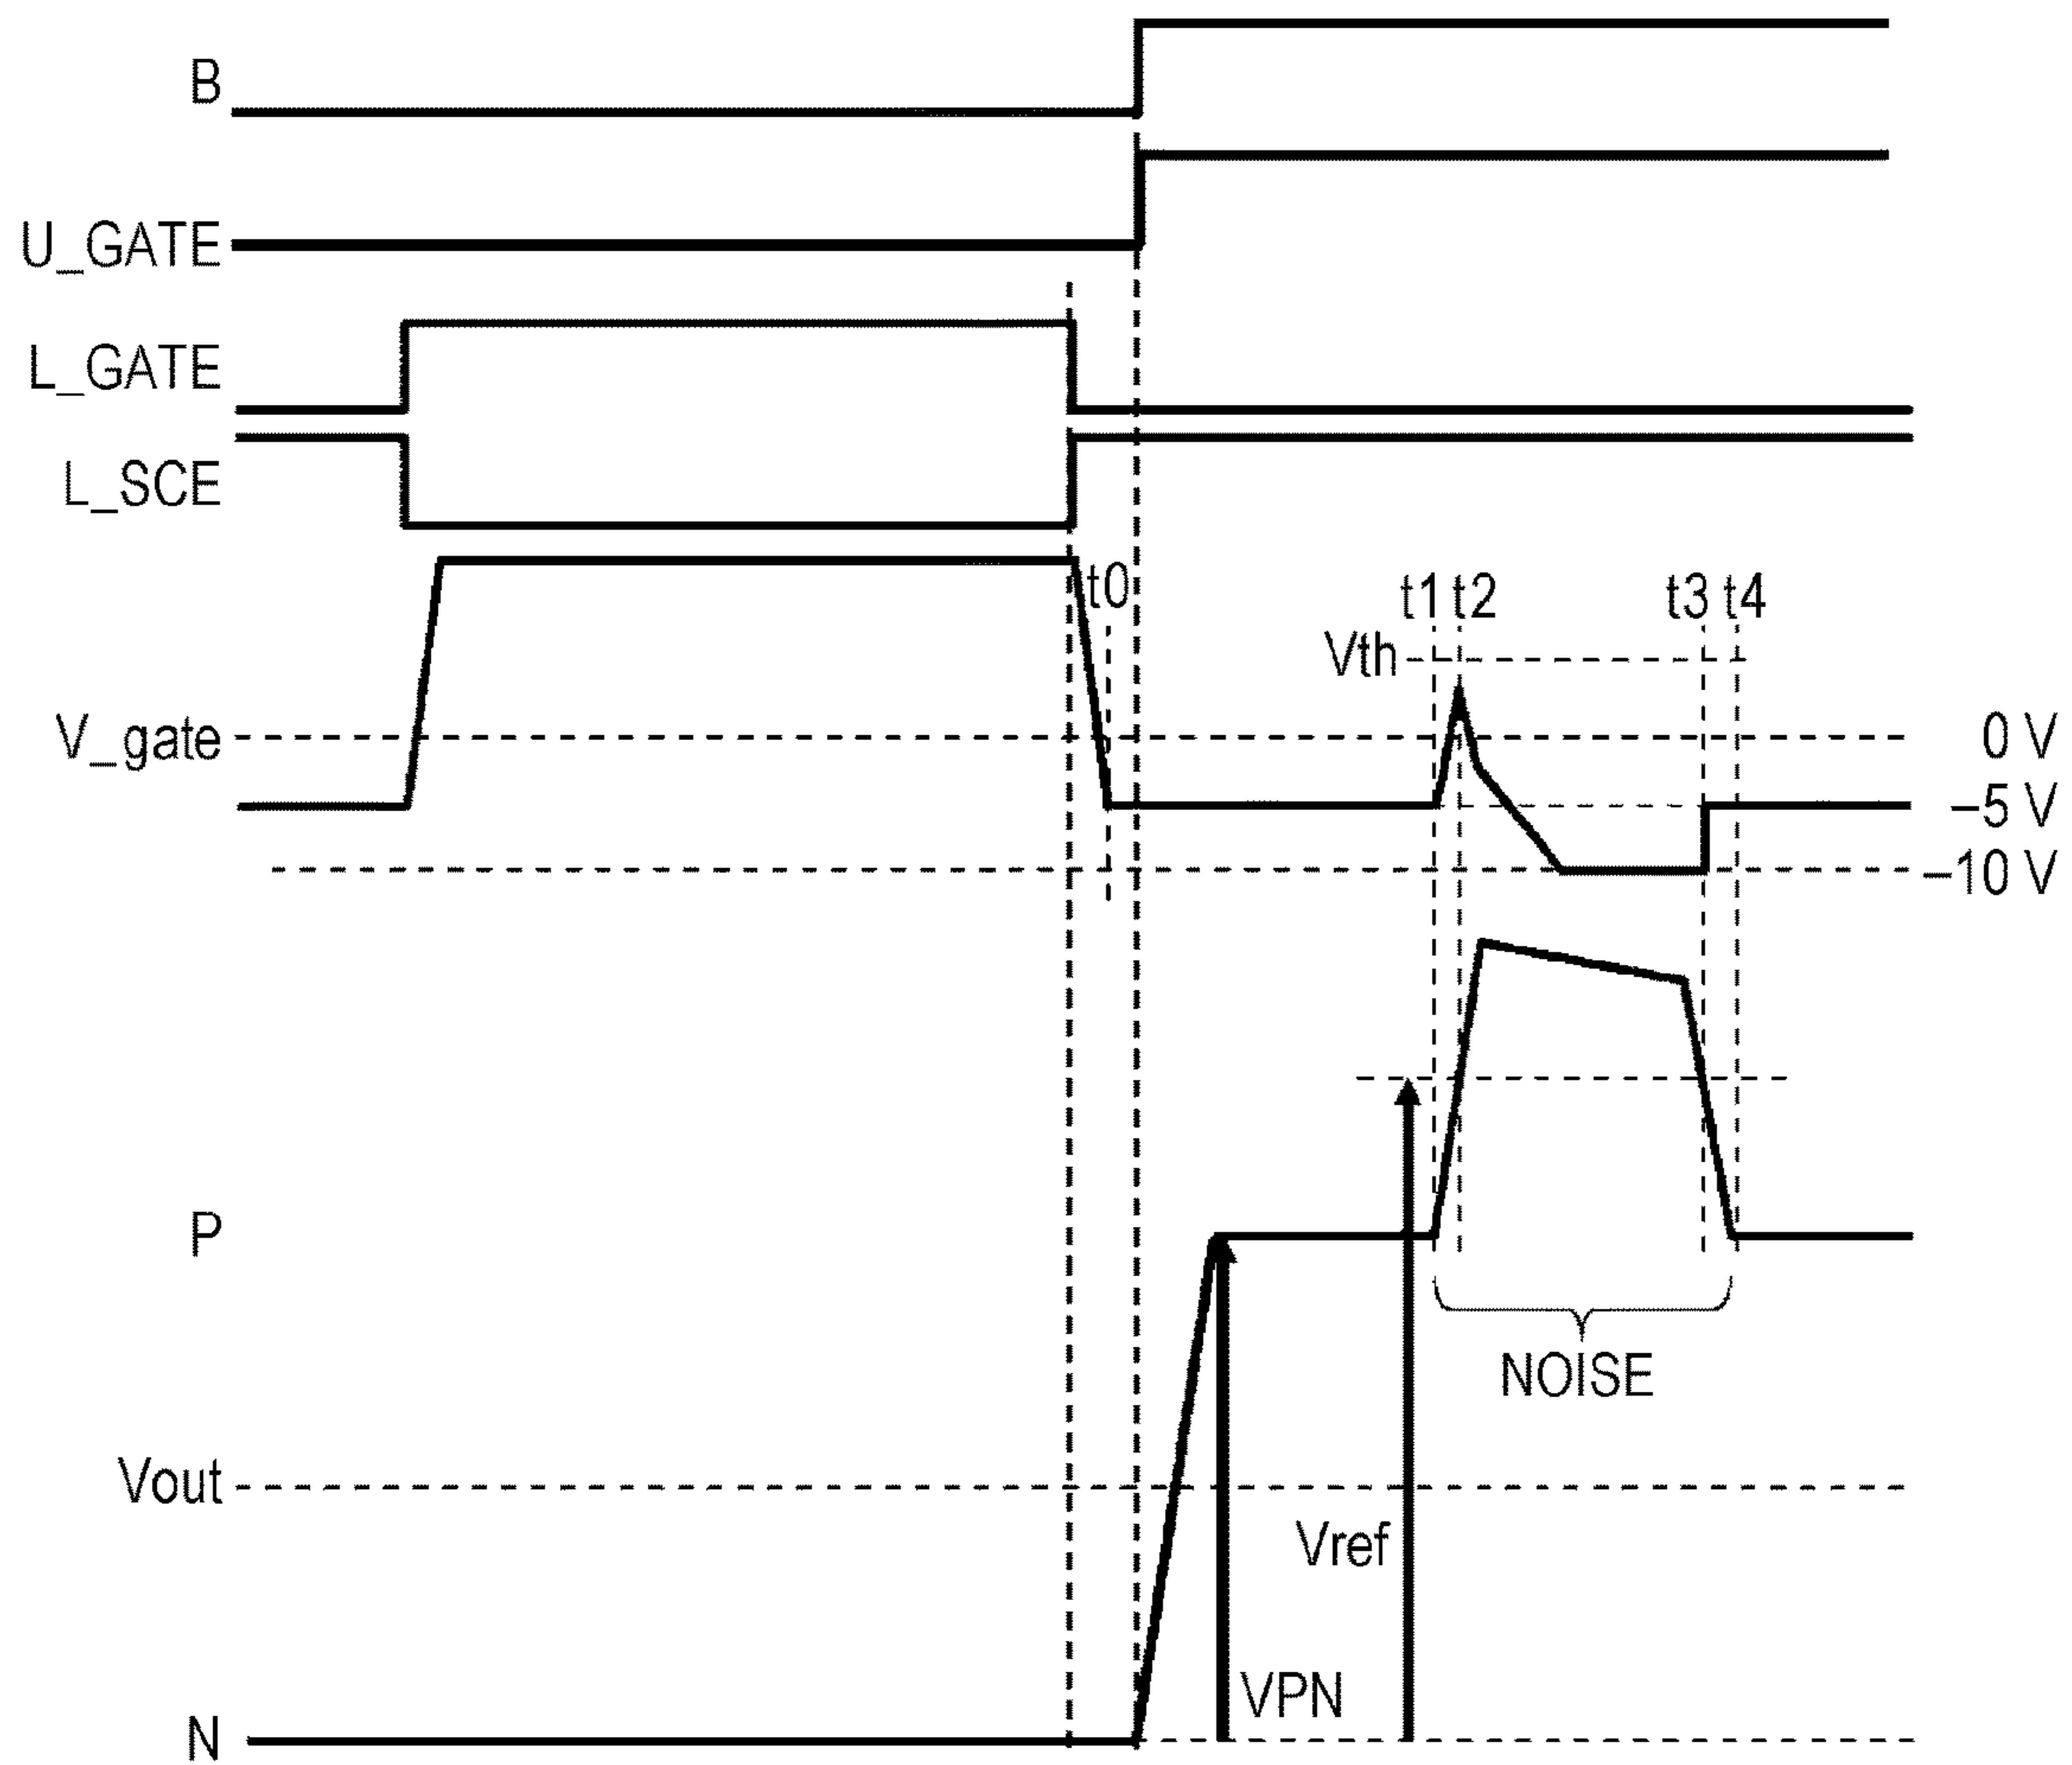 B
U_GATE
L_GATE
L_SCE
t0
t1 t2
t3 t4
Vth
V_gate
0 V
–5 V
–10 V
P
NOISE
Vout
Vref
VPN
N